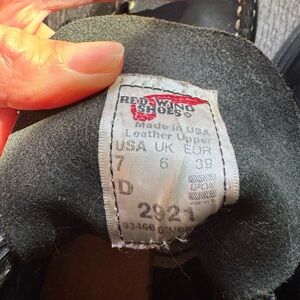 RED WING
SHOES®
Made in USA
Leather Upper
USA UK EUR
7 6 39
D
2921